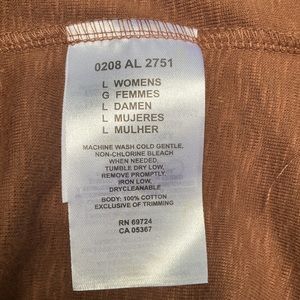 0208 AL 2751
L WOMENS
G FEMMES
L DAMEN
L MUJERES
L MULHER
MACHINE WASH COLD GENTLE,
NON-CHLORINE BLEACH
WHEN NEEDED,
TUMBLE DRY LOW,
REMOVE PROMPTLY.
IRON LOW,
DRYCLEANABLE
BODY: 100% COTTON
EXCLUSIVE OF TRIMMING
RN 69724
CA 05367